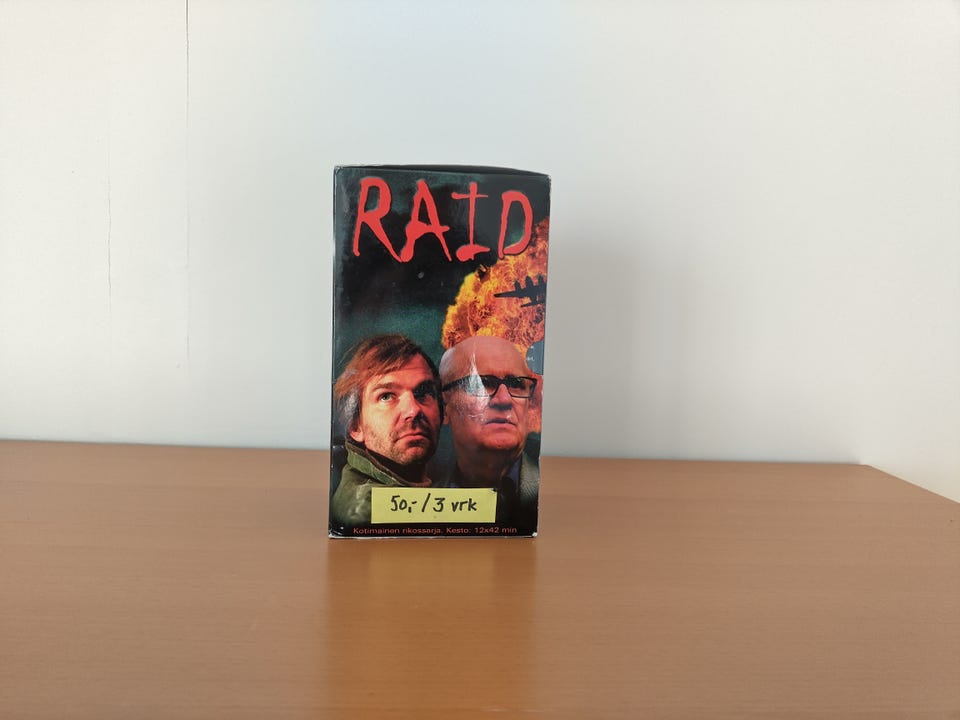 RAID
50,-/3 vrk
Kotimainen rikossarja. Kesto: 12x42 min